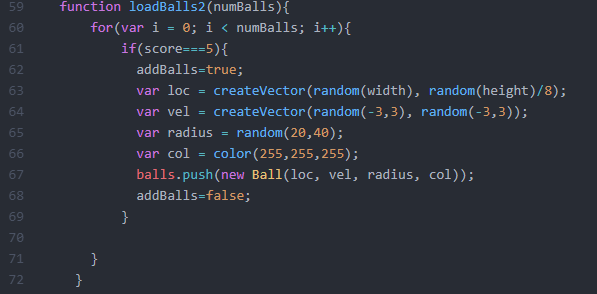 59 function loadBalls2(numBalls){
60 for(var i = 0; i < numBalls; i++){
61 if(score===5){
62 addBalls=true;
63 var loc = createVector(random(width), random(height)/8);
64 var vel = createVector(random(-3,3), random(-3,3));
65 var radius = random(20,40);
66 var col = color(255,255,255);
67 balls.push(new Ball(loc, vel, radius, col));
68 addBalls=false;
69 }
70
71 }
72 }